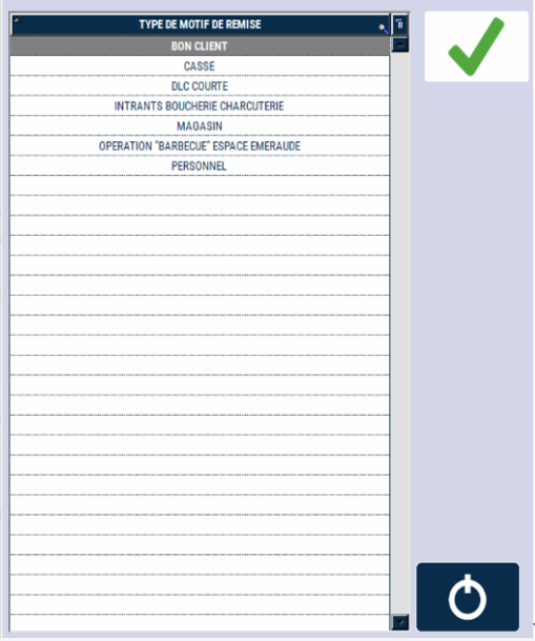 TYPE DE MOTIF DE REMISE
BON CLIENT
CASSE
DLC COURTE
INTRANTS BOUCHERIE CHARCUTERIE
MAGASIN
OPERATION "BARBECUE" ESPACE EMERAUDE
PERSONNEL